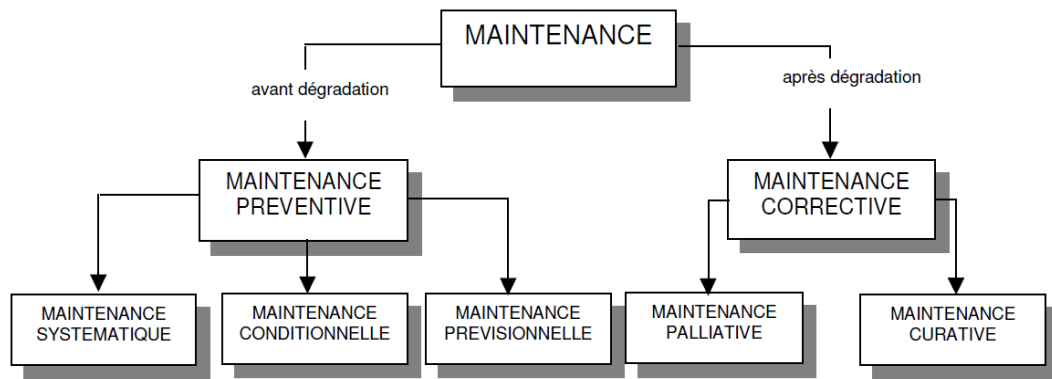 MAINTENANCE
avant dégradation
après dégradation
MAINTENANCE
PREVENTIVE
MAINTENANCE
CORRECTIVE
MAINTENANCE
SYSTEMATIQUE
MAINTENANCE
CONDITIONNELLE
MAINTENANCE
PREVISIONNELLE
MAINTENANCE
PALLIATIVE
MAINTENANCE
CURATIVE